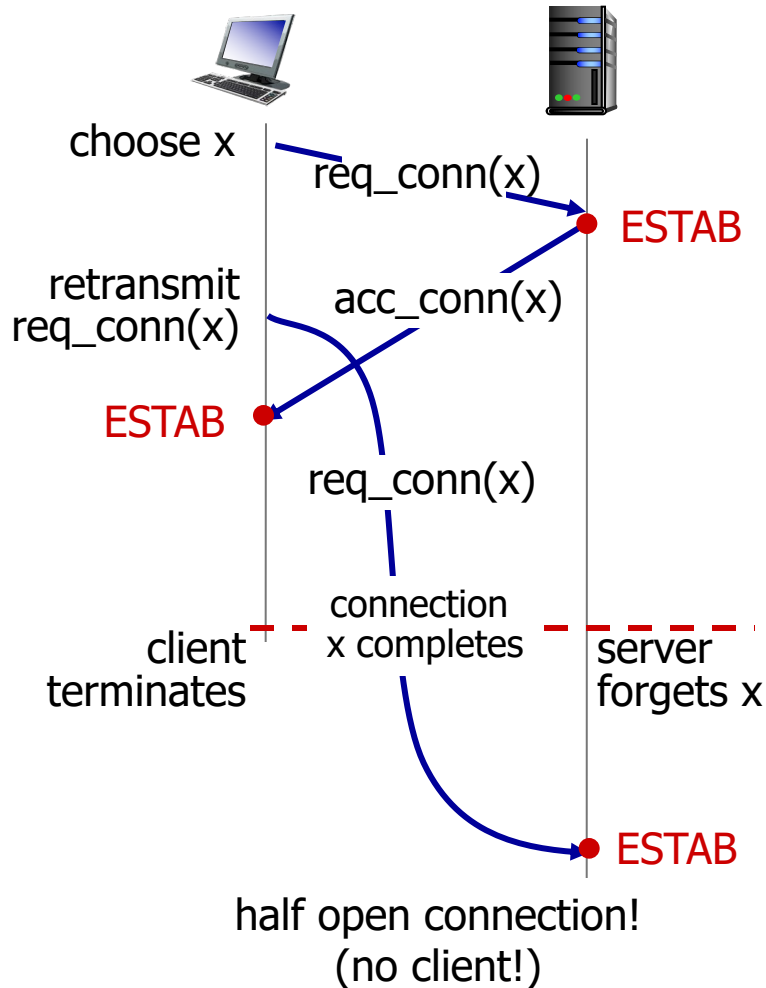 choose x
req_conn(x)
ESTAB
retransmit
req_conn(x)
acc_conn(x)
ESTAB
req_conn(x)
connection
x completes
client
terminates
server
forgets x
ESTAB
half open connection!
(no client!)